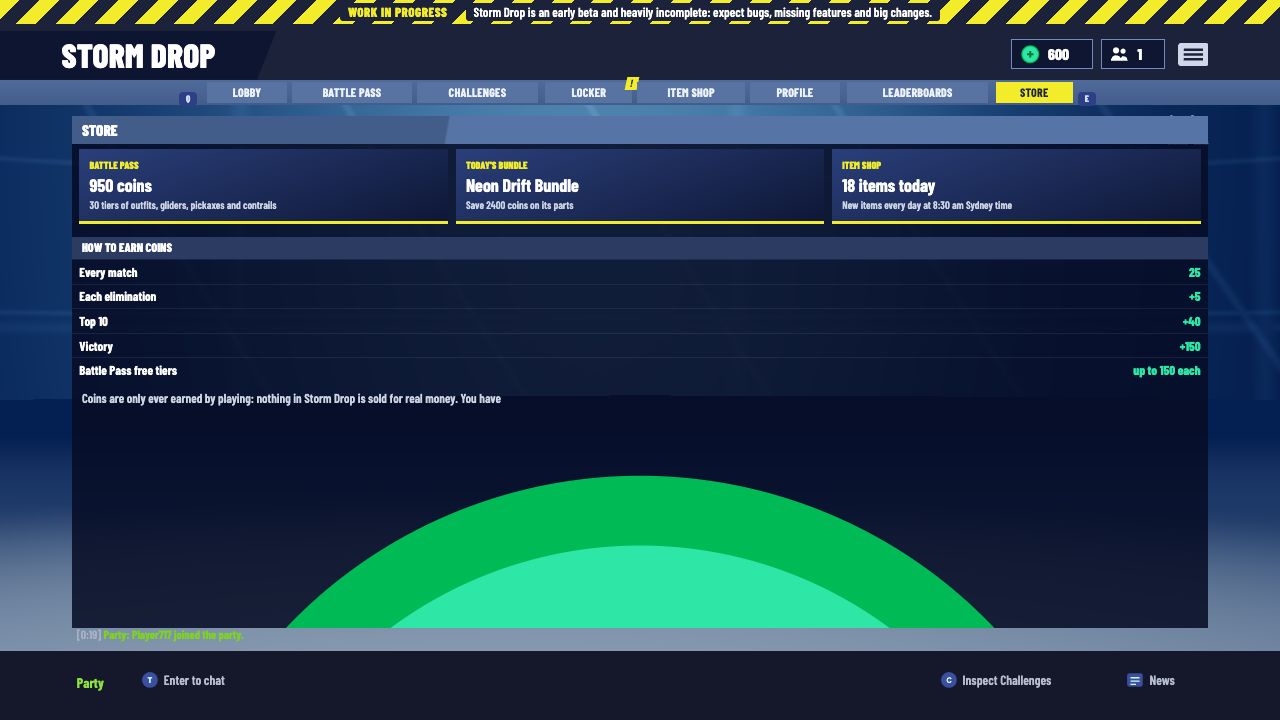 WORK IN PROGRESS Storm Drop is an early beta and heavily incomplete: expect bugs, missing features and big changes.
STORM DROP
600
1
Q
LOBBY
BATTLE PASS
CHALLENGES
LOCKER
!
ITEM SHOP
PROFILE
LEADERBOARDS
STORE
E
STORE
BATTLE PASS
950 coins
30 tiers of outfits, gliders, pickaxes and contrails
TODAY'S BUNDLE
Neon Drift Bundle
Save 2400 coins on its parts
ITEM SHOP
18 items today
New items every day at 8:30 am Sydney time
HOW TO EARN COINS
Every match 25
Each elimination +5
Top 10 +40
Victory +150
Battle Pass free tiers up to 150 each
Coins are only ever earned by playing: nothing in Storm Drop is sold for real money. You have
[0:19] Party: Player717 joined the party.
Party
T Enter to chat
C Inspect Challenges
News